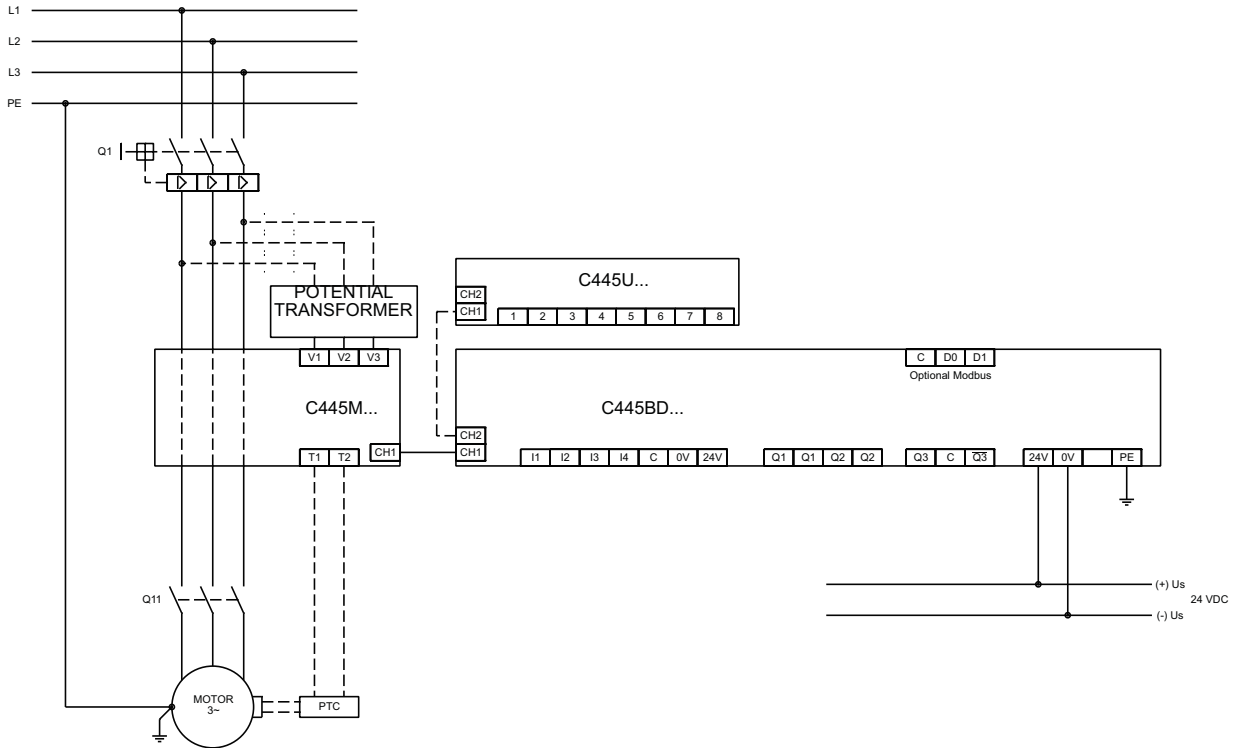 L1
L2
L3
PE
Q1
POTENTIAL
TRANSFORMER
C445U...
CH2
CH1
1 2 3 4 5 6 7 8
V1 V2 V3
C D0 D1
Optional Modbus
C445M...
C445BD...
CH2
T1 T2 CH1
CH1
I1 I2 I3 I4 C 0V 24V
Q1 Q1 Q2 Q2
Q3 C Q̅3̅
24V 0V PE
(+) Us
24 VDC
(-) Us
Q11
MOTOR
3~
PTC